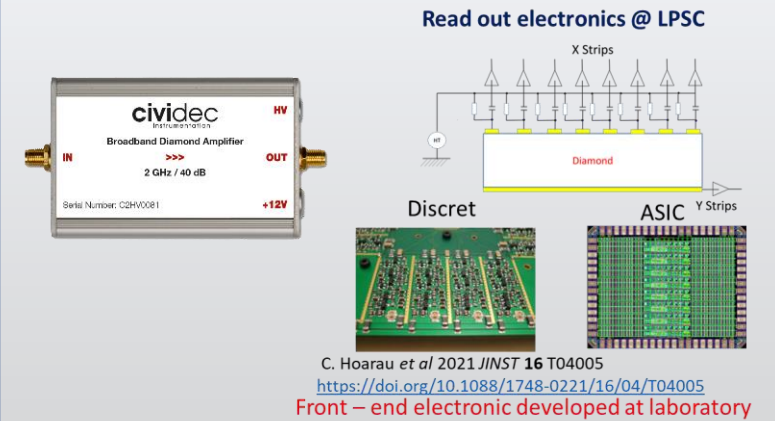 Read out electronics @ LPSC
X Strips
HT
Diamond
Y Strips
cividec
Instrumentation
HV
Broadband Diamond Amplifier
IN
>>>
OUT
2 GHz / 40 dB
Serial Number: C2HV0081
+12V
Discret
ASIC
C. Hoarau et al 2021 JINST 16 T04005
https://doi.org/10.1088/1748-0221/16/04/T04005
Front – end electronic developed at laboratory